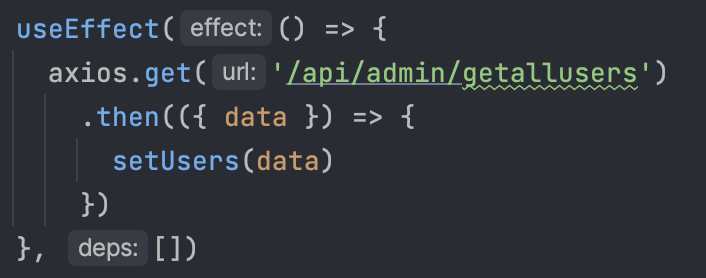 useEffect( effect: () => {
axios.get( url: '/api/admin/getallusers')
.then(({ data }) => {
setUsers(data)
})
}, deps: [])